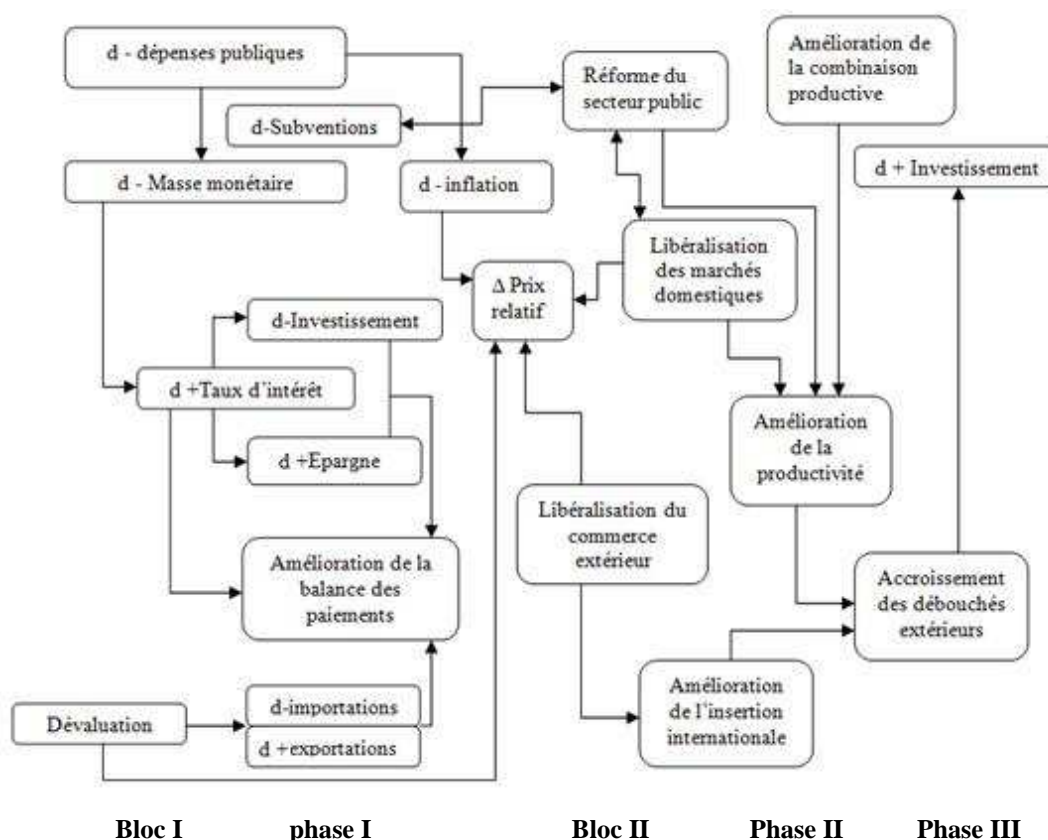 d - dépenses publiques
d-Subventions
d - Masse monétaire
d - inflation
Réforme du
secteur public
Amélioration de
la combinaison
productive
d + Investissement
Libéralisation
des marchés
domestiques
Δ Prix
relatif
d-Investissement
d +Taux d'intérêt
d +Epargne
Amélioration
de la
productivité
Libéralisation du
commerce
extérieur
Amélioration de la
balance des
paiements
Accroissement
des débouchés
extérieurs
Amélioration
de l'insertion
internationale
Dévaluation
d-importations
d +exportations
Bloc I phase I Bloc II Phase II Phase III